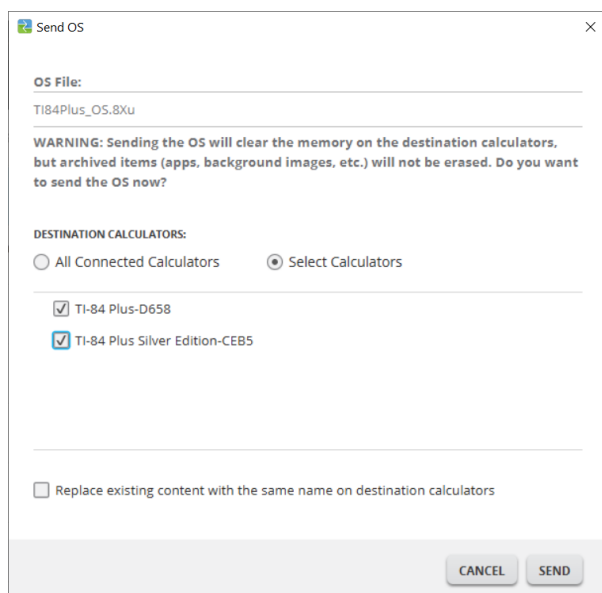 Send OS
OS File:
TI84Plus_OS.8Xu
WARNING: Sending the OS will clear the memory on the destination calculators,
but archived items (apps, background images, etc.) will not be erased. Do you want
to send the OS now?
DESTINATION CALCULATORS:
All Connected Calculators Select Calculators
TI-84 Plus-D658
TI-84 Plus Silver Edition-CEB5
Replace existing content with the same name on destination calculators
CANCEL SEND